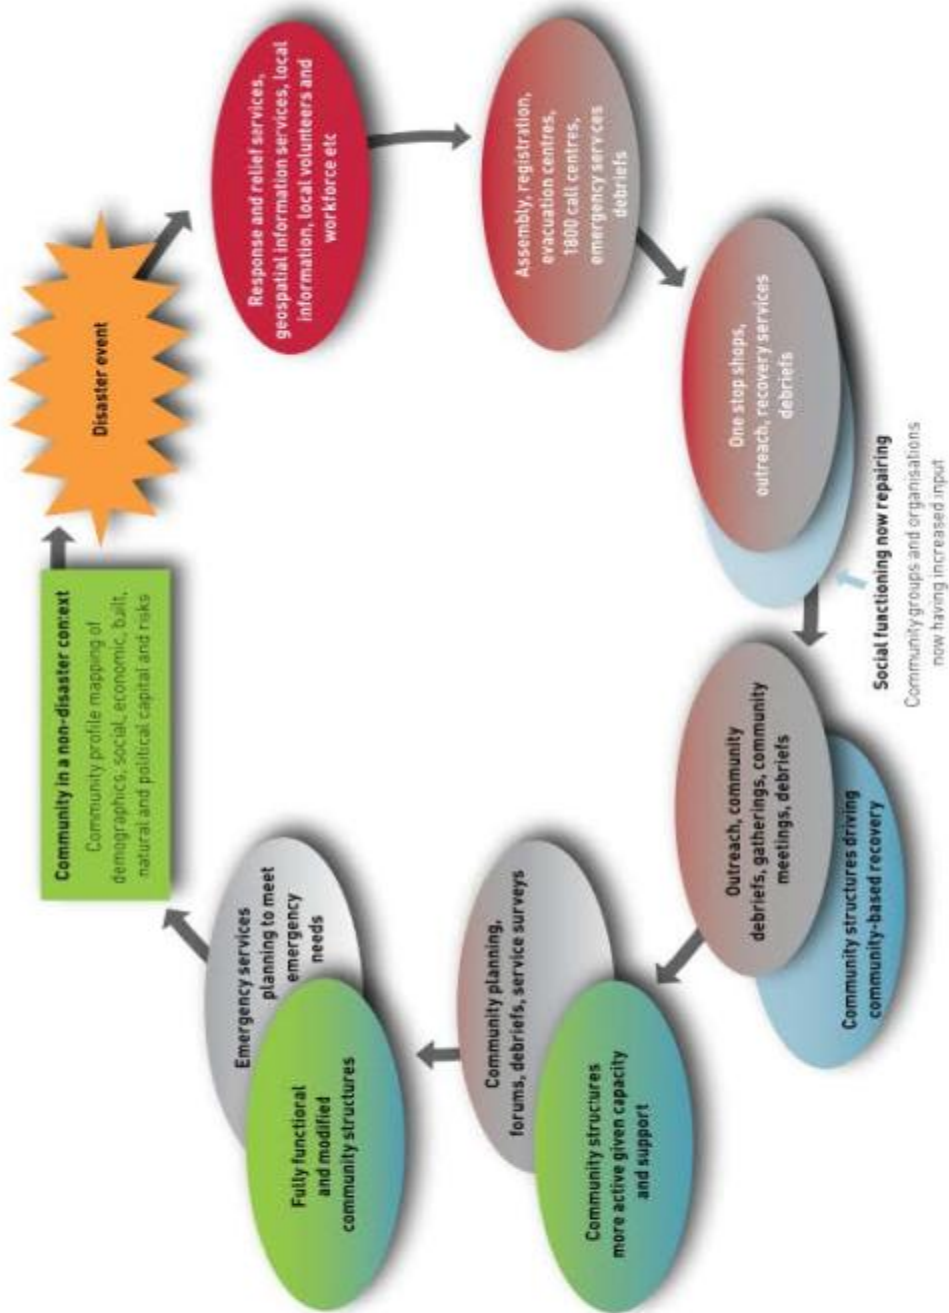 Community in a non-disaster context
Community profile mapping of
demographics, social, economic, built,
natural and political capital and risks
Disaster event
Response and relief services,
geospatial information services, local
information, local volunteers and
workforce etc
Assembly, registration,
evacuation centres,
1800 call centres,
emergency services
debriefs
One stop shops,
outreach, recovery services
debriefs
Social functioning now repairing
Community groups and organisations
now having increased input
Outreach, community
debriefs, gatherings, community
meetings, debriefs
Community structures driving
community-based recovery
Community planning,
forums, debriefs, service surveys
Community structures
more active given capacity
and support
Emergency services
planning to meet
emergency
needs
Fully functional
and modified
community structures